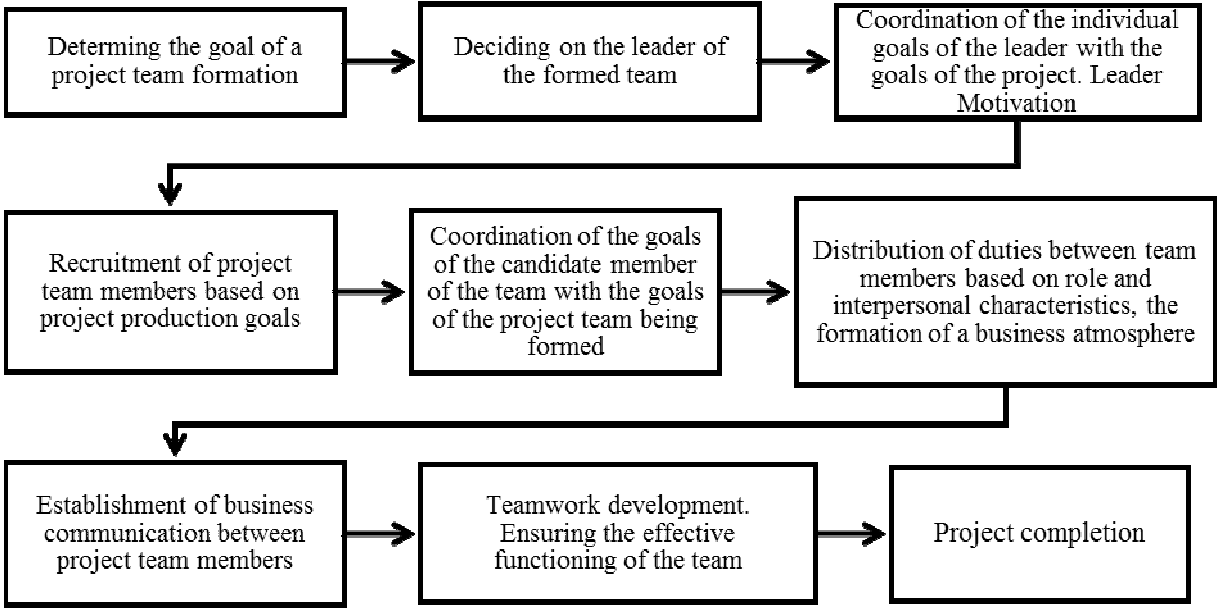 Determing the goal of a
project team formation
Deciding on the leader of
the formed team
Coordination of the individual
goals of the leader with the
goals of the project. Leader
Motivation
Recruitment of project
team members based on
project production goals
Coordination of the goals
of the candidate member
of the team with the goals
of the project team being
formed
Distribution of duties between team
members based on role and
interpersonal characteristics, the
formation of a business atmosphere
Establishment of business
communication between
project team members
Teamwork development.
Ensuring the effective
functioning of the team
Project completion